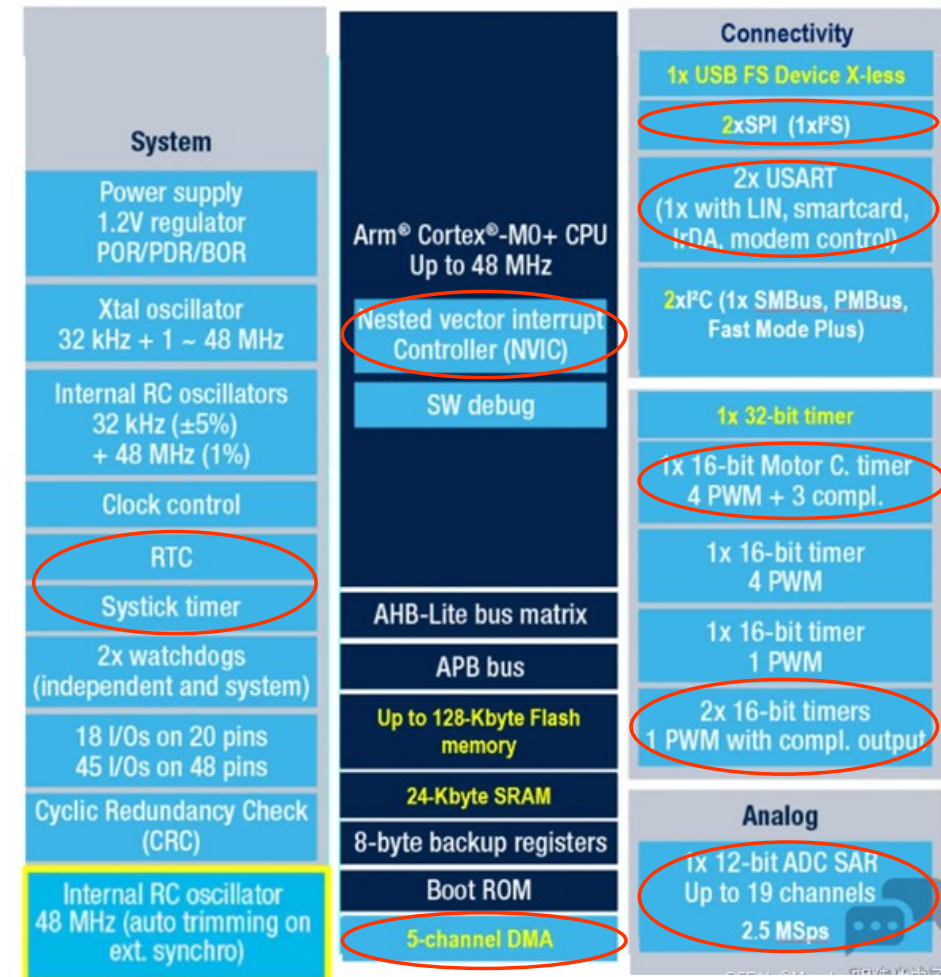 System
Power supply
1.2V regulator
POR/PDR/BOR
Xtal oscillator
32 kHz + 1 ~ 48 MHz
Internal RC oscillators
32 kHz (±5%)
+ 48 MHz (1%)
Clock control
RTC
Systick timer
2x watchdogs
(independent and system)
18 I/Os on 20 pins
45 I/Os on 48 pins
Cyclic Redundancy Check
(CRC)
Internal RC oscillator
48 MHz (auto trimming on
ext. synchro)
Arm® Cortex®-M0+ CPU
Up to 48 MHz
Nested vector interrupt
Controller (NVIC)
SW debug
AHB-Lite bus matrix
APB bus
Up to 128-Kbyte Flash
memory
24-Kbyte SRAM
8-byte backup registers
Boot ROM
5-channel DMA
Connectivity
1x USB FS Device X-less
2xSPI (1xI²S)
2x USART
(1x with LIN, smartcard,
IrDA, modem control)
2xI²C (1x SMBus, PMBus,
Fast Mode Plus)
1x 32-bit timer
1x 16-bit Motor C. timer
4 PWM + 3 compl.
1x 16-bit timer
4 PWM
1x 16-bit timer
1 PWM
2x 16-bit timers
1 PWM with compl. output
Analog
1x 12-bit ADC SAR
Up to 19 channels
2.5 MSps